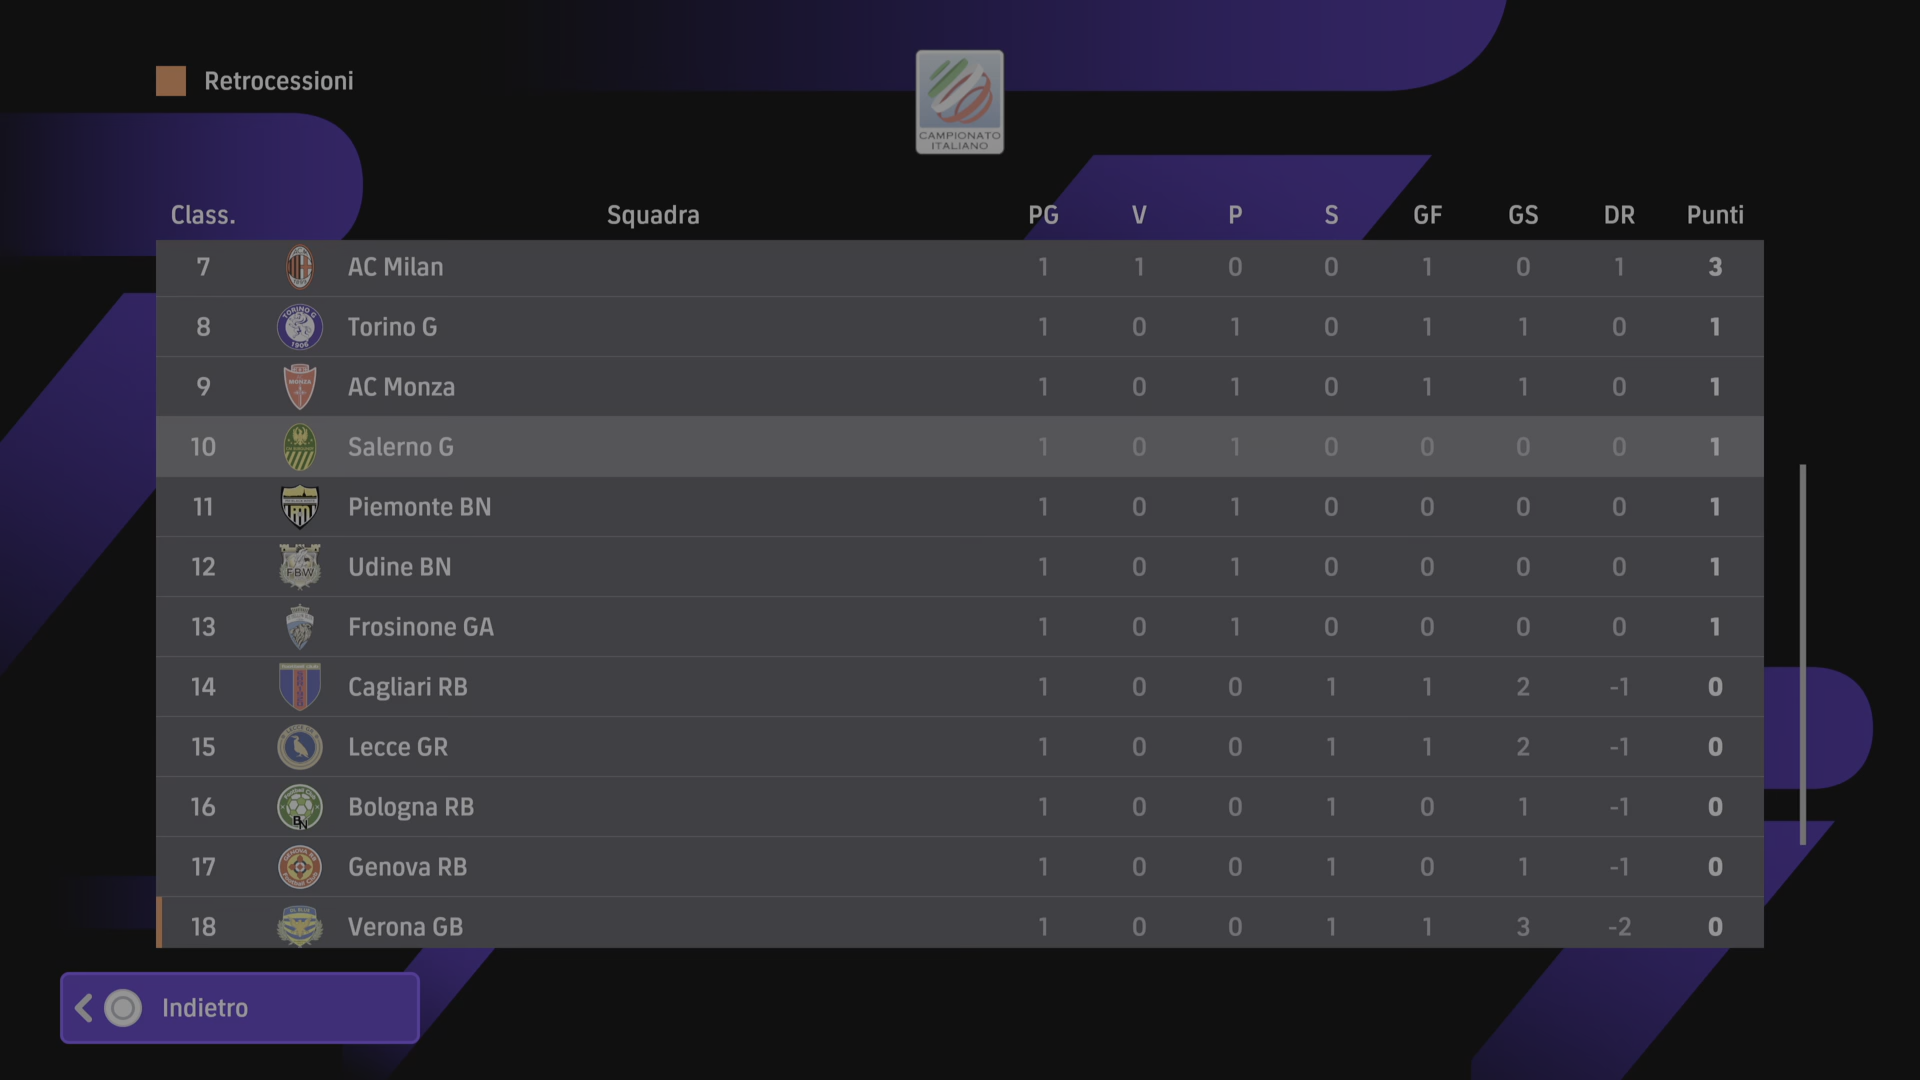 Retrocessioni
CAMPIONATO
ITALIANO
Class. Squadra PG V P S GF GS DR Punti
7 AC Milan 1 1 0 0 1 0 1 3
8 Torino G 1 0 1 0 1 1 0 1
9 AC Monza 1 0 1 0 1 1 0 1
10 Salerno G 1 0 1 0 0 0 0 1
11 Piemonte BN 1 0 1 0 0 0 0 1
12 Udine BN 1 0 1 0 0 0 0 1
13 Frosinone GA 1 0 1 0 0 0 0 1
14 Cagliari RB 1 0 0 1 1 2 -1 0
15 Lecce GR 1 0 0 1 1 2 -1 0
16 Bologna RB 1 0 0 1 0 1 -1 0
17 Genova RB 1 0 0 1 0 1 -1 0
18 Verona GB 1 0 0 1 1 3 -2 0
Indietro